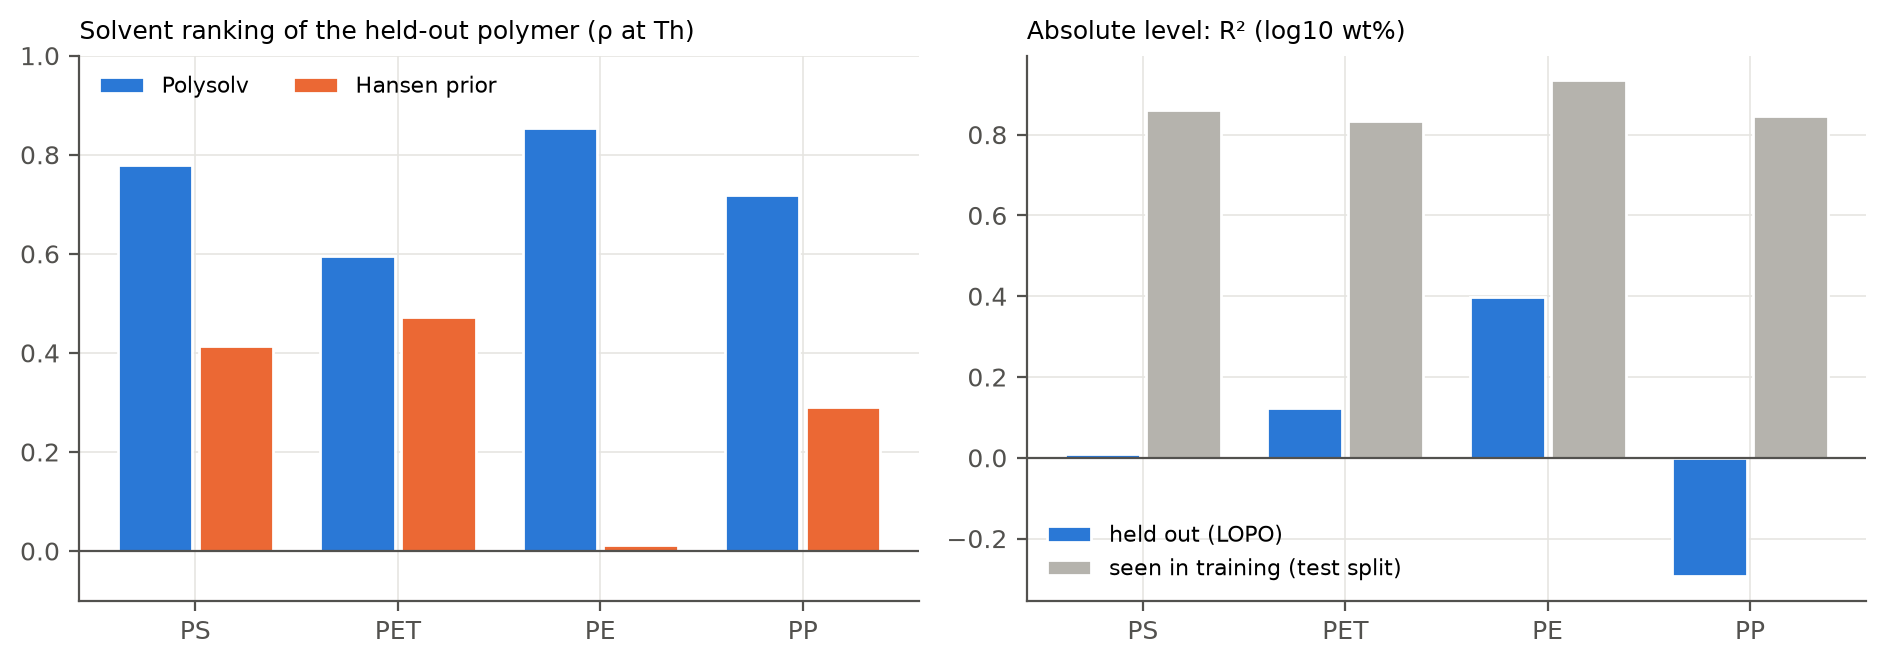 Solvent ranking of the held-out polymer (ρ at Th)
1.0
0.8
0.6
0.4
0.2
0.0
Polysolv
Hansen prior
PS
PET
PE
PP
Absolute level: R² (log10 wt%)
0.8
0.6
0.4
0.2
0.0
−0.2
held out (LOPO)
seen in training (test split)
PS
PET
PE
PP